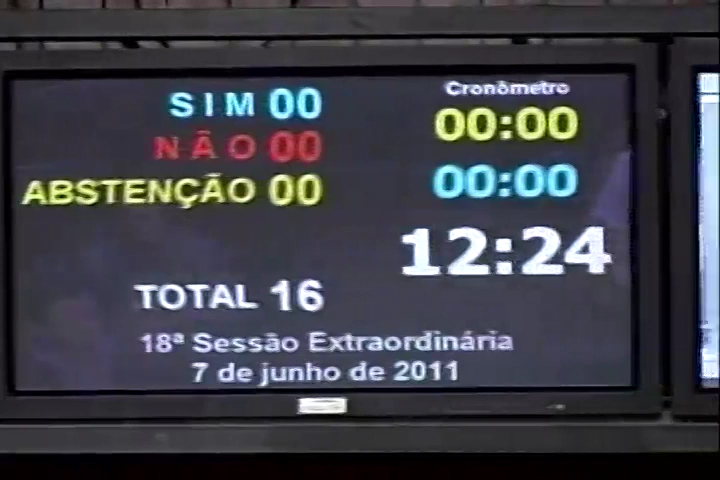 SIM 00
NÃO 00
ABSTENÇÃO 00
Cronômetro
00:00
00:00
12:24
TOTAL 16
18ª Sessão Extraordinária
7 de junho de 2011